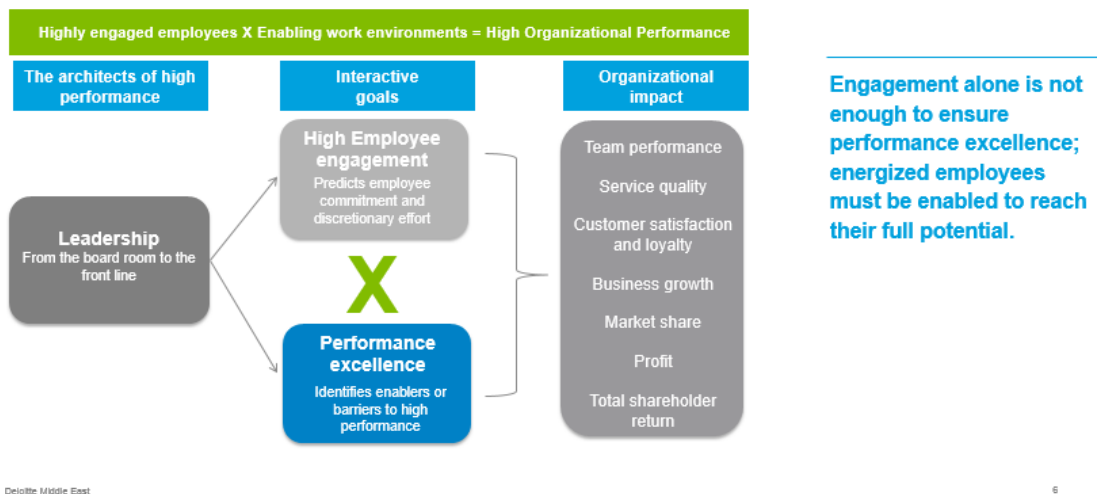 Highly engaged employees X Enabling work environments = High Organizational Performance
The architects of high
performance
Interactive
goals
Organizational
impact
Leadership
From the board room to the
front line
High Employee
engagement
Predicts employee
commitment and
discretionary effort
X
Performance
excellence
Identifies enablers or
barriers to high
performance
Team performance
Service quality
Customer satisfaction
and loyalty
Business growth
Market share
Profit
Total shareholder
return
Engagement alone is not
enough to ensure
performance excellence;
energized employees
must be enabled to reach
their full potential.
Deloitte Middle East
6